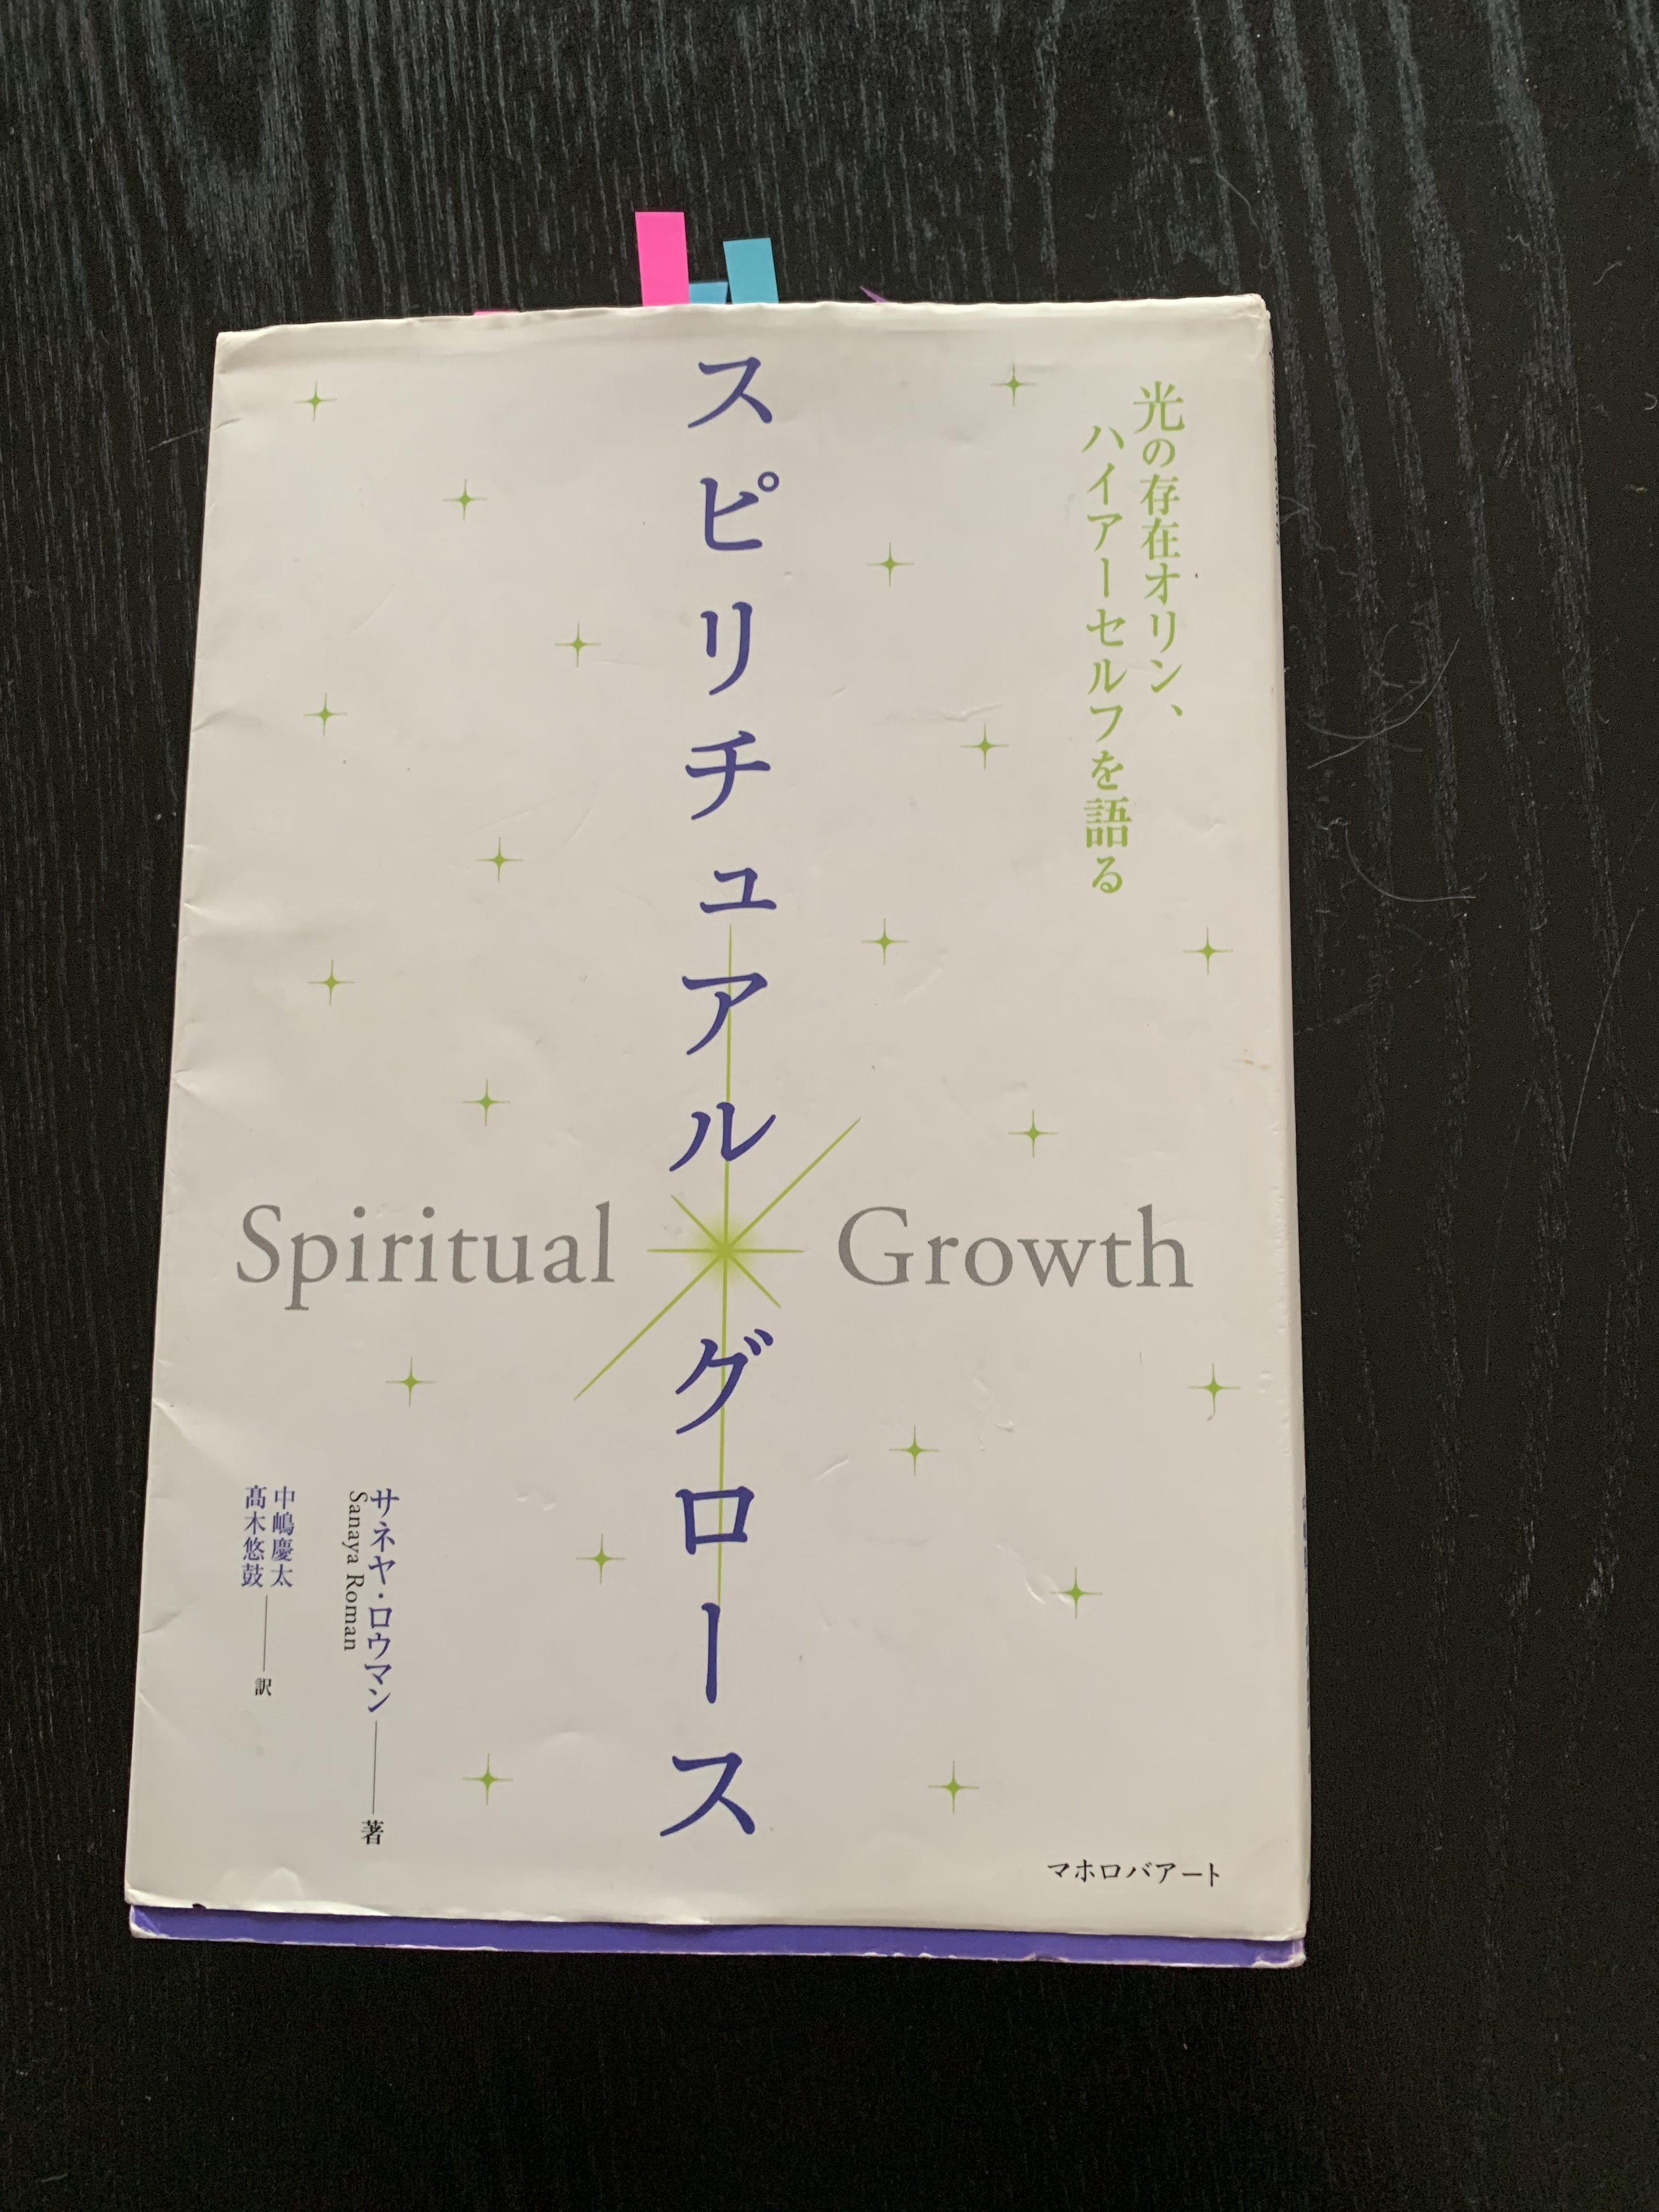 光の存在オリン、
ハイアーセルフを語る
スピリチュアルグロース
Spiritual Growth
サネヤ・ロウマン 著
Sanaya Roman
中嶋慶太
髙木悠鼓 訳
マホロバアート